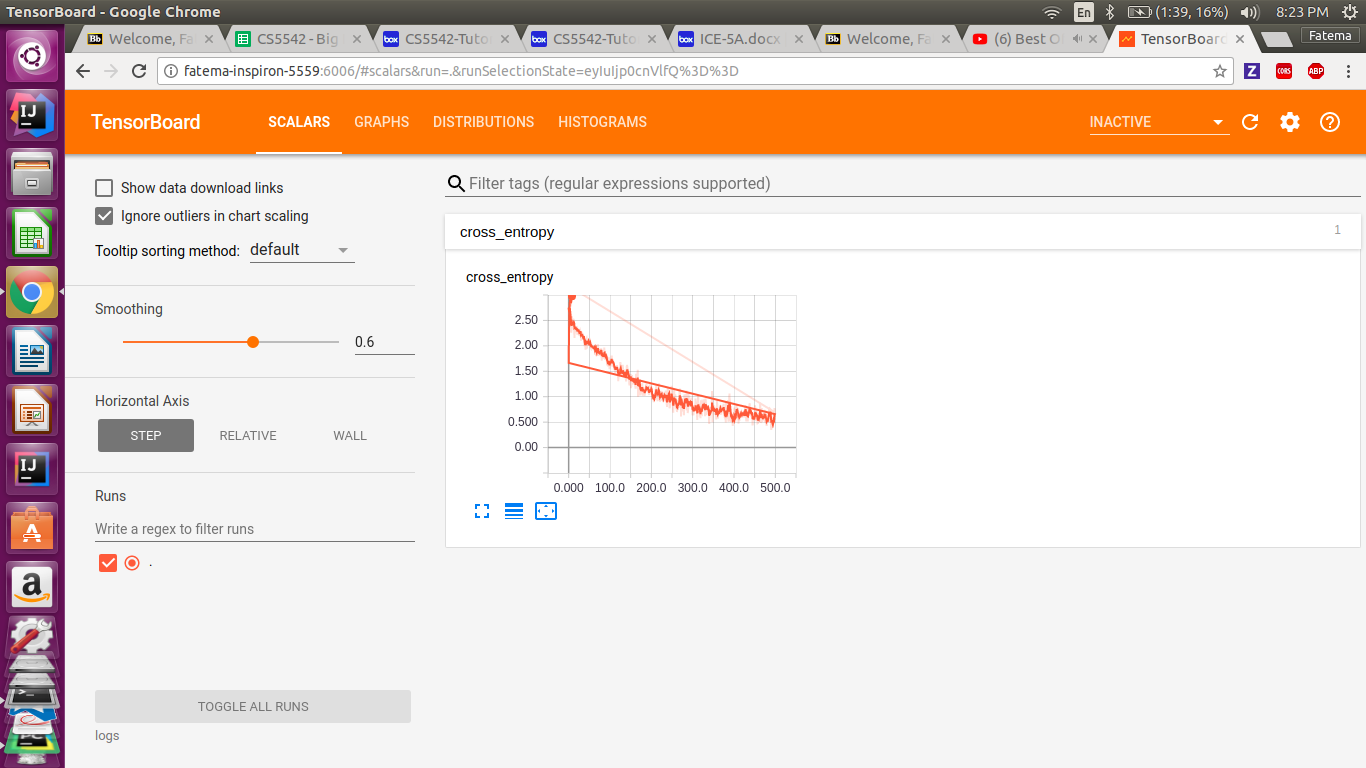 TensorBoard - Google Chrome
En (1:39, 16%) 8:23 PM
Welcome, Fa
CS5542 - Big
CS5542-Tuto
CS5542-Tuto
ICE-5A.docx
Welcome, Fa
(6) Best O
TensorBoard
Fatema
fatema-inspiron-5559:6006/#scalars&run=.&runSelectionState=eyIuIjp0cnVlfQ%3D%3D
TensorBoard
SCALARS
GRAPHS
DISTRIBUTIONS
HISTOGRAMS
INACTIVE
Show data download links
Ignore outliers in chart scaling
Tooltip sorting method: default
Smoothing
0.6
Horizontal Axis
STEP
RELATIVE
WALL
Runs
Write a regex to filter runs
.
TOGGLE ALL RUNS
logs
Filter tags (regular expressions supported)
cross_entropy 1
cross_entropy
2.50
2.00
1.50
1.00
0.500
0.00
0.000 100.0 200.0 300.0 400.0 500.0